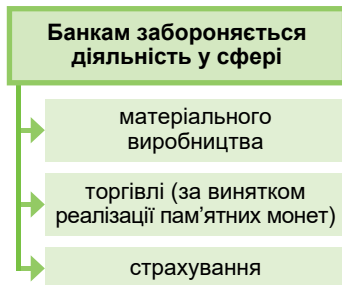 Банкам забороняється
діяльність у сфері
матеріального
виробництва
торгівлі (за винятком
реалізації пам’ятних монет)
страхування